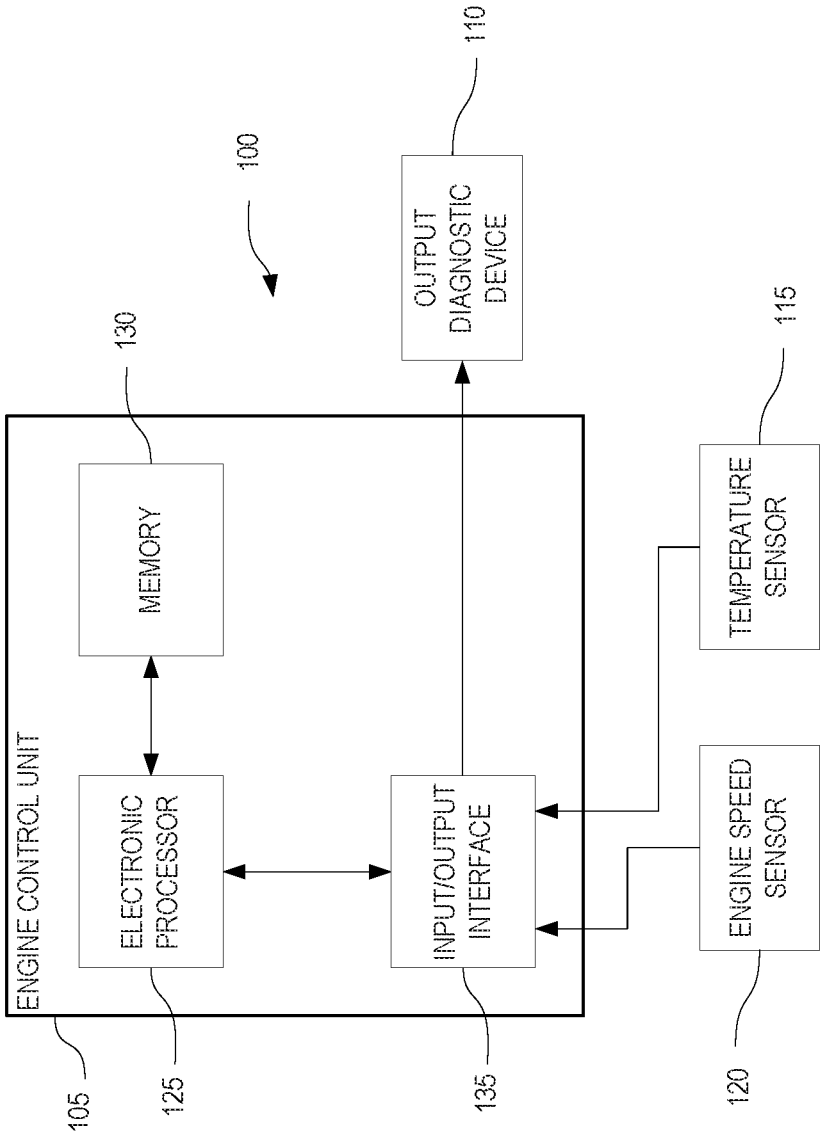 100
105
ENGINE CONTROL UNIT
125
ELECTRONIC
PROCESSOR
130
MEMORY
135
INPUT/OUTPUT
INTERFACE
110
OUTPUT
DIAGNOSTIC
DEVICE
120
ENGINE SPEED
SENSOR
115
TEMPERATURE
SENSOR